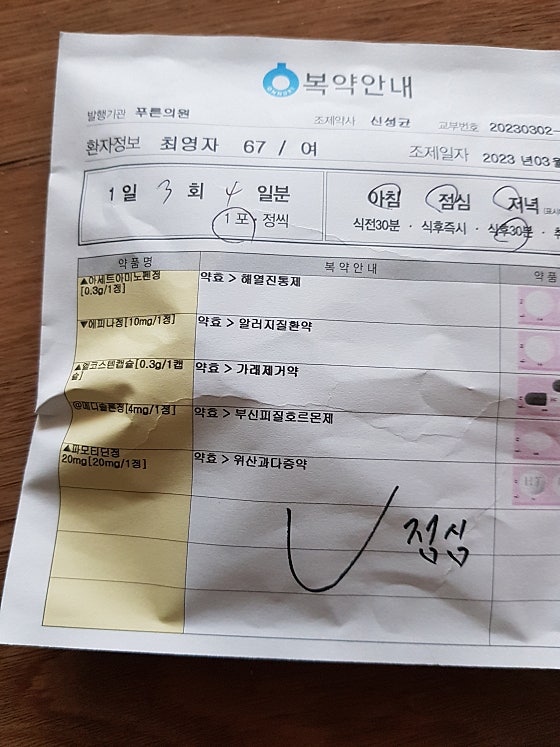 복약안내
발행기관 푸른의원 조제약사 신성균 교부번호 20230302-
환자정보 최영자 67 / 여 조제일자 2023 년03월
1일 3 회 4 일분 아침 점심 저녁
1 포 · 정씩 식전30분 · 식후즉시 · 식후30분 ·
약품명 복약안내 약품
▲아세트아미노펜정 [0.3g/1정] 약효 > 해열진통제
▼에피나정[10mg/1정] 약효 > 알러지질환약
▲엘코스텐캡슐[0.3g/1캡슐] 약효 > 가래제거약
@메디솔론정[4mg/1정] 약효 > 부신피질호르몬제
▲파모티딘정 20mg[20mg/1정] 약효 > 위산과다증약
점심